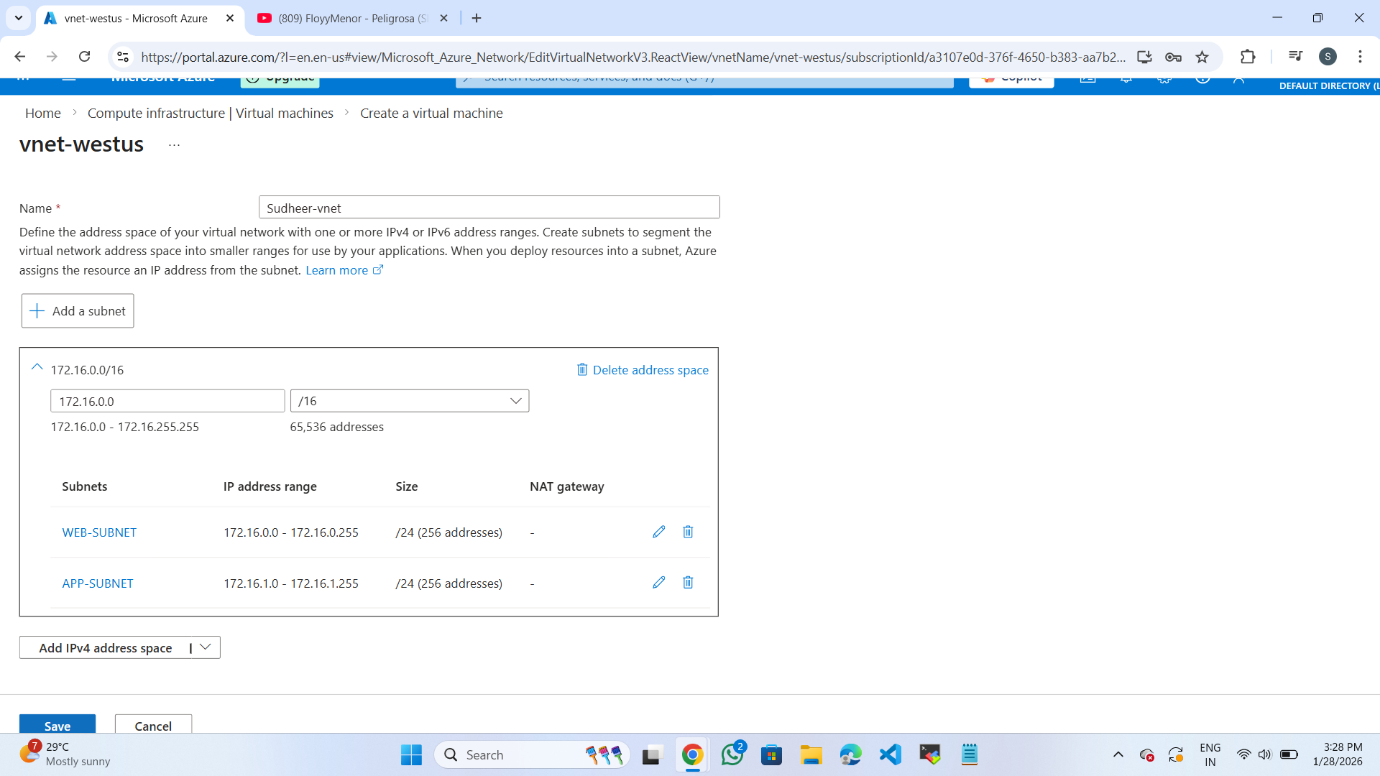 vnet-westus - Microsoft Azure
(809) FloyyMenor - Peligrosa (S
https://portal.azure.com/?l=en.en-us#view/Microsoft_Azure_Network/EditVirtualNetworkV3.ReactView/vnetName/vnet-westus/subscriptionId/a3107e0d-376f-4650-b383-aa7b2...
S
Microsoft Azure
Upgrade
Search resources, services, and docs (G+/)
Copilot
DEFAULT DIRECTORY (
Home > Compute infrastructure | Virtual machines > Create a virtual machine
vnet-westus ...
Name *
Sudheer-vnet
Define the address space of your virtual network with one or more IPv4 or IPv6 address ranges. Create subnets to segment the
virtual network address space into smaller ranges for use by your applications. When you deploy resources into a subnet, Azure
assigns the resource an IP address from the subnet. Learn more
+ Add a subnet
172.16.0.0/16
Delete address space
172.16.0.0
/16
172.16.0.0 - 172.16.255.255
65,536 addresses
Subnets IP address range Size NAT gateway
WEB-SUBNET 172.16.0.0 - 172.16.0.255 /24 (256 addresses) -
APP-SUBNET 172.16.1.0 - 172.16.1.255 /24 (256 addresses) -
Add IPv4 address space |
Save
Cancel
7
29°C
Mostly sunny
Search
2
ENG
IN
3:28 PM
1/28/2026